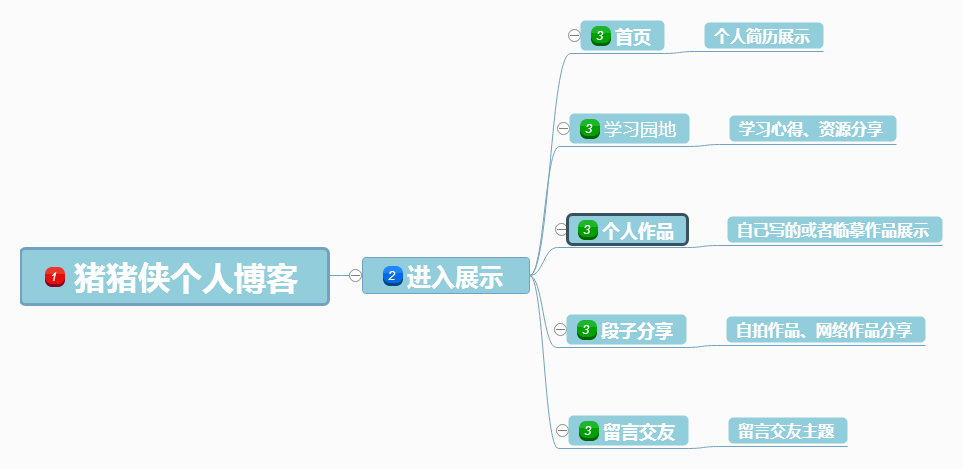 3 首页
个人简历展示
3 学习园地
学习心得、资源分享
3 个人作品
自己写的或者临摹作品展示
1 猪猪侠个人博客
2 进入展示
3 段子分享
自拍作品、网络作品分享
3 留言交友
留言交友主题